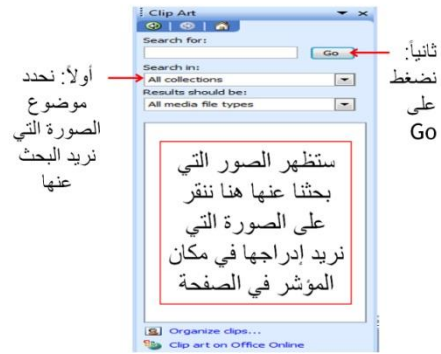 Clip Art
Search for:
Go
Search in:
All collections
Results should be:
All media file types
ستظهر الصور التي
بحثنا عنها هنا ننقر
على الصورة التي
نريد إدراجها في مكان
المؤشر في الصفحة
Organize clips...
Clip art on Office Online
أولاً: نحدد
موضوع
الصورة التي
نريد البحث
عنها
ثانياً:
نضغط
على
Go